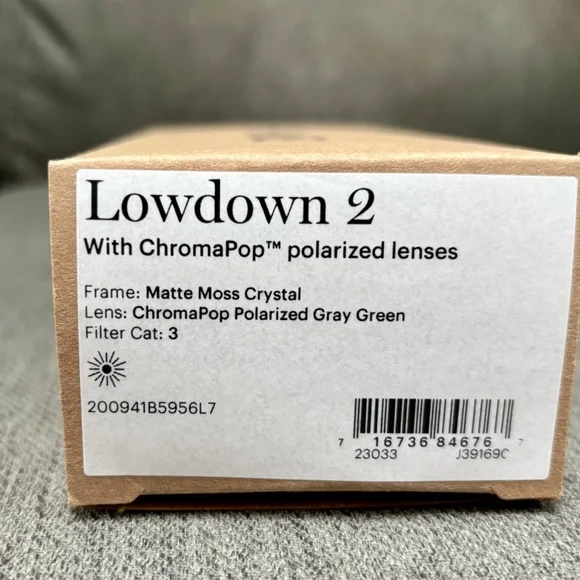 Lowdown 2
With ChromaPop™ polarized lenses
Frame: Matte Moss Crystal
Lens: ChromaPop Polarized Gray Green
Filter Cat: 3
200941B5956L7
7 16736 84676 7
23033 J39169C